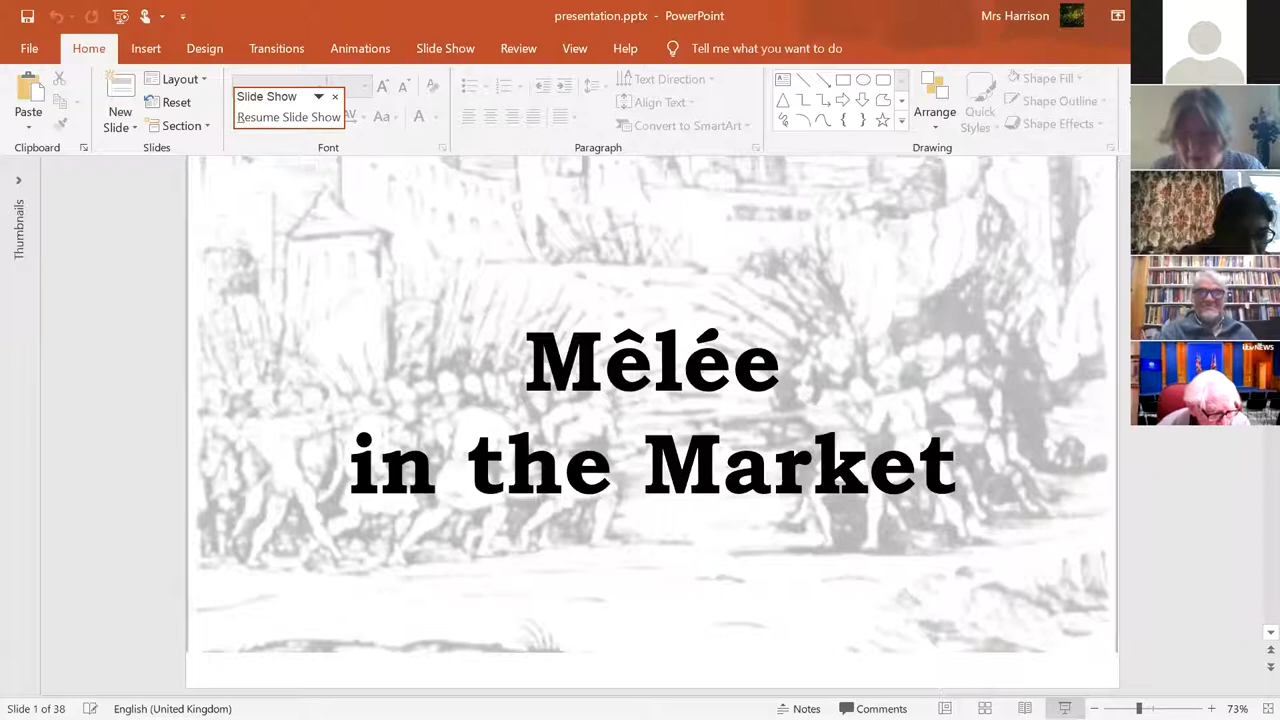 presentation.pptx - PowerPoint
Mrs Harrison
File Home Insert Design Transitions Animations Slide Show Review View Help Tell me what you want to do
Paste
New
Slide
Layout
Reset
Section
Slide Show
Resume Slide Show
Aa
A
Text Direction
Align Text
Convert to SmartArt
Arrange
Quick
Styles
Shape Fill
Shape Outline
Shape Effects
Clipboard
Slides
Font
Paragraph
Drawing
Thumbnails
Mêlée
in the Market
itv NEWS
Slide 1 of 38
English (United Kingdom)
Notes
Comments
73%